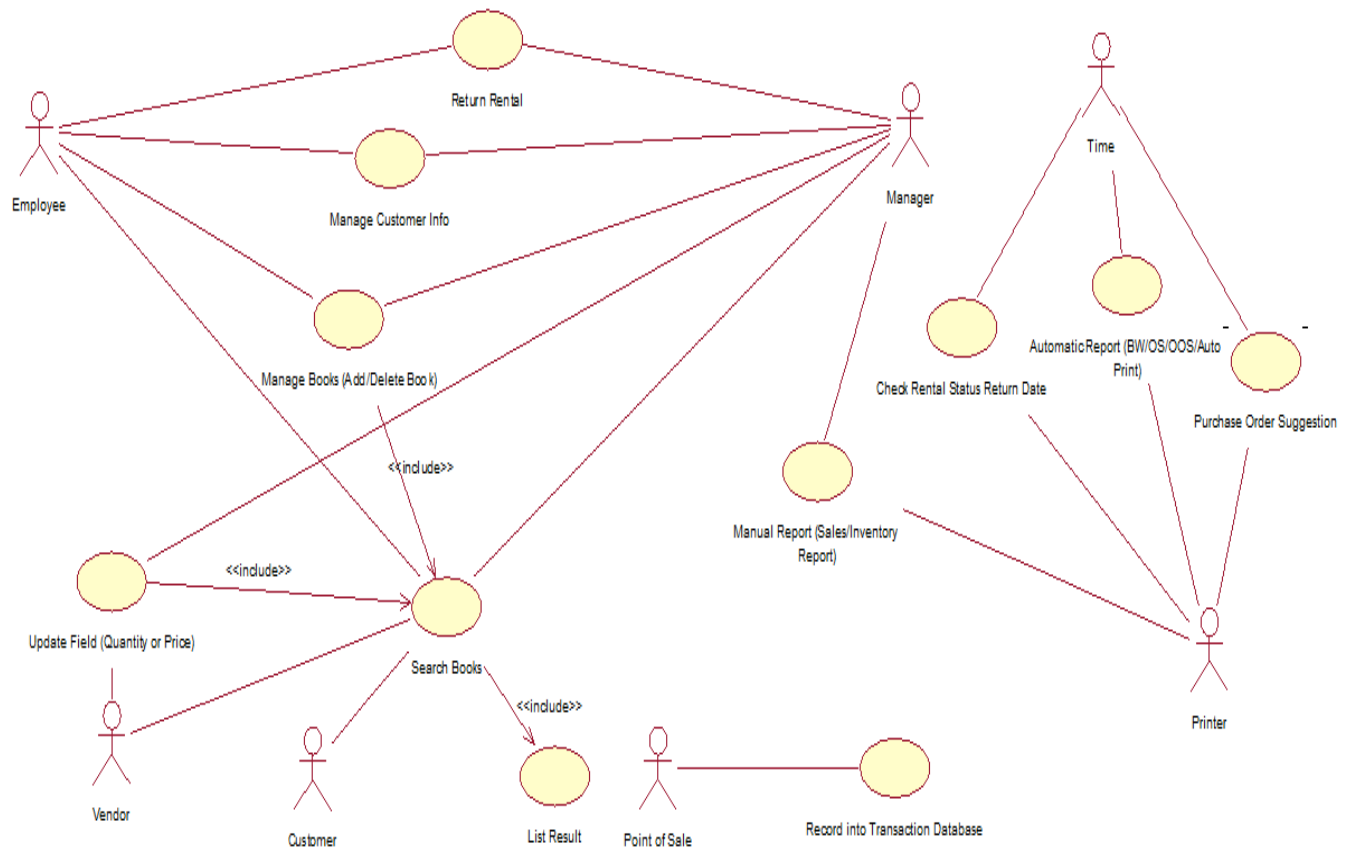 Return Rental
Time
Employee
Manager
Manage Customer Info
Automatic Report (BW/OS/OOS/Auto
Print)
Manage Books (Add/Delete Book)
Check Rental Status Return Date
Purchase Order Suggestion
<<include>>
Manual Report (Sales/Inventory
Report)
<<include>>
Update Field (Quantity or Price)
Search Books
<<include>>
Printer
Vendor
Customer
List Result
Point of Sale
Record into Transaction Database